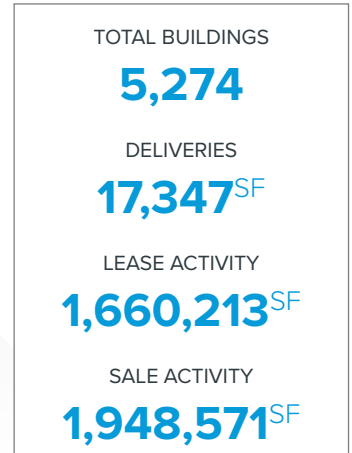 TOTAL BUILDINGS
5,274
DELIVERIES
17,347SF
LEASE ACTIVITY
1,660,213SF
SALE ACTIVITY
1,948,571SF